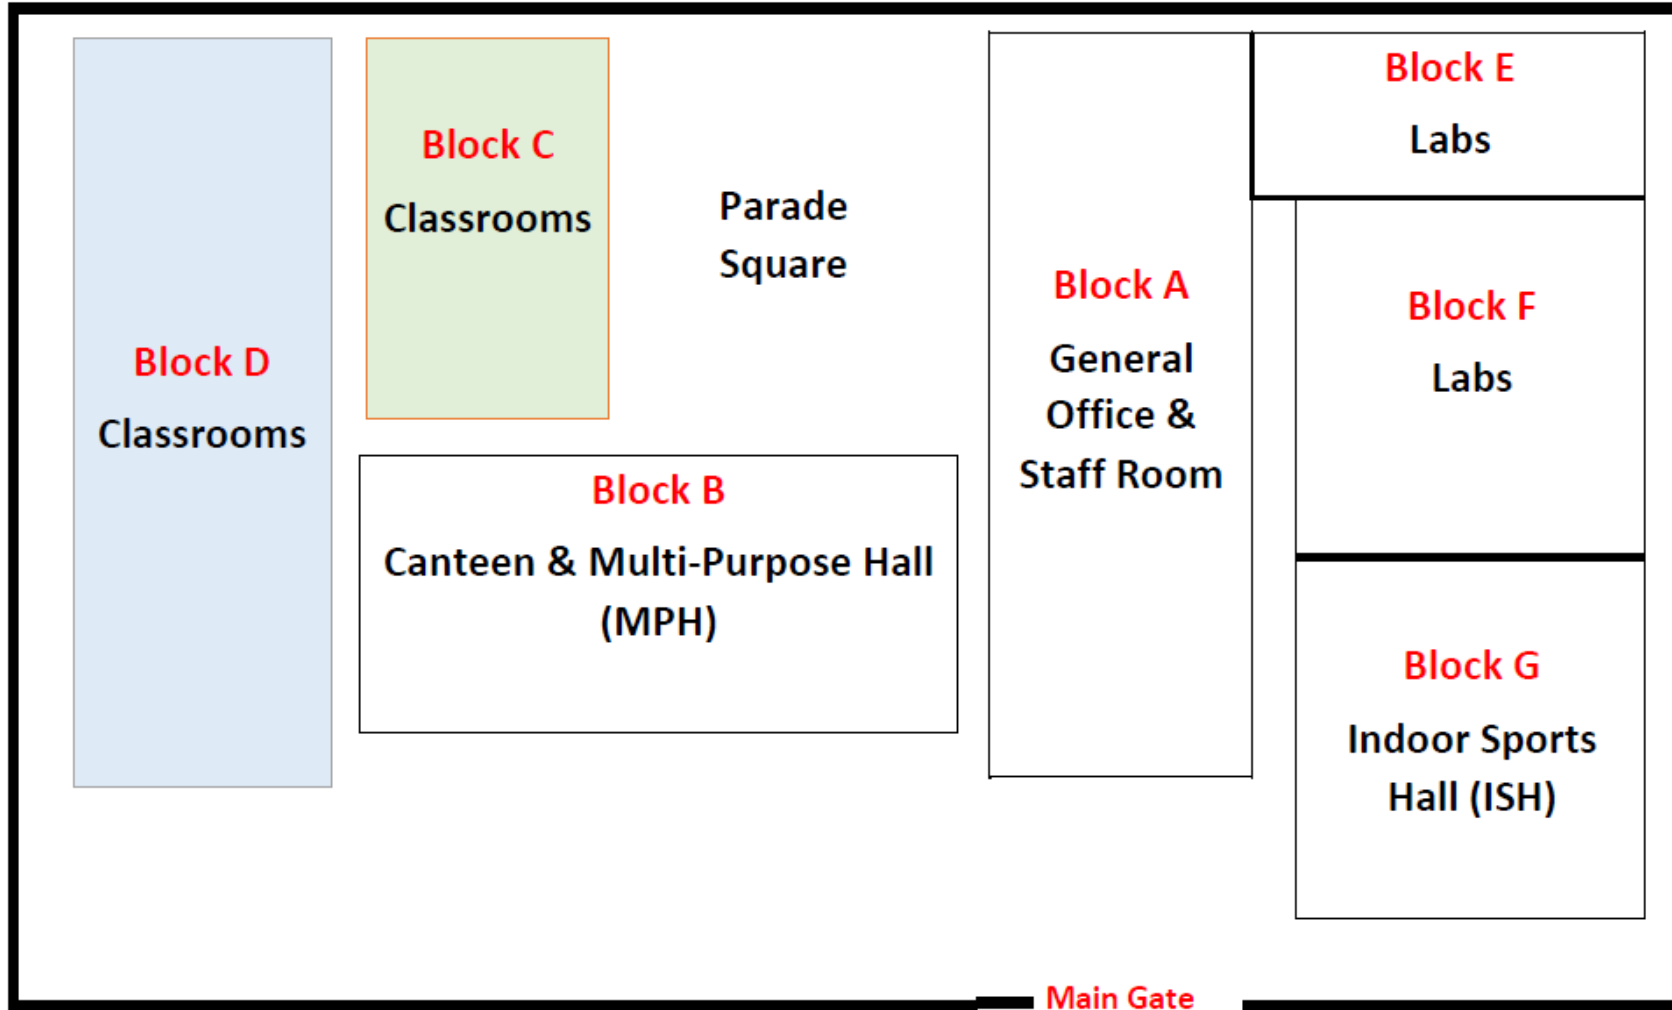 Block D
Classrooms
Block C
Classrooms
Parade
Square
Block B
Canteen & Multi-Purpose Hall
(MPH)
Block A
General
Office &
Staff Room
Block E
Labs
Block F
Labs
Block G
Indoor Sports
Hall (ISH)
Main Gate